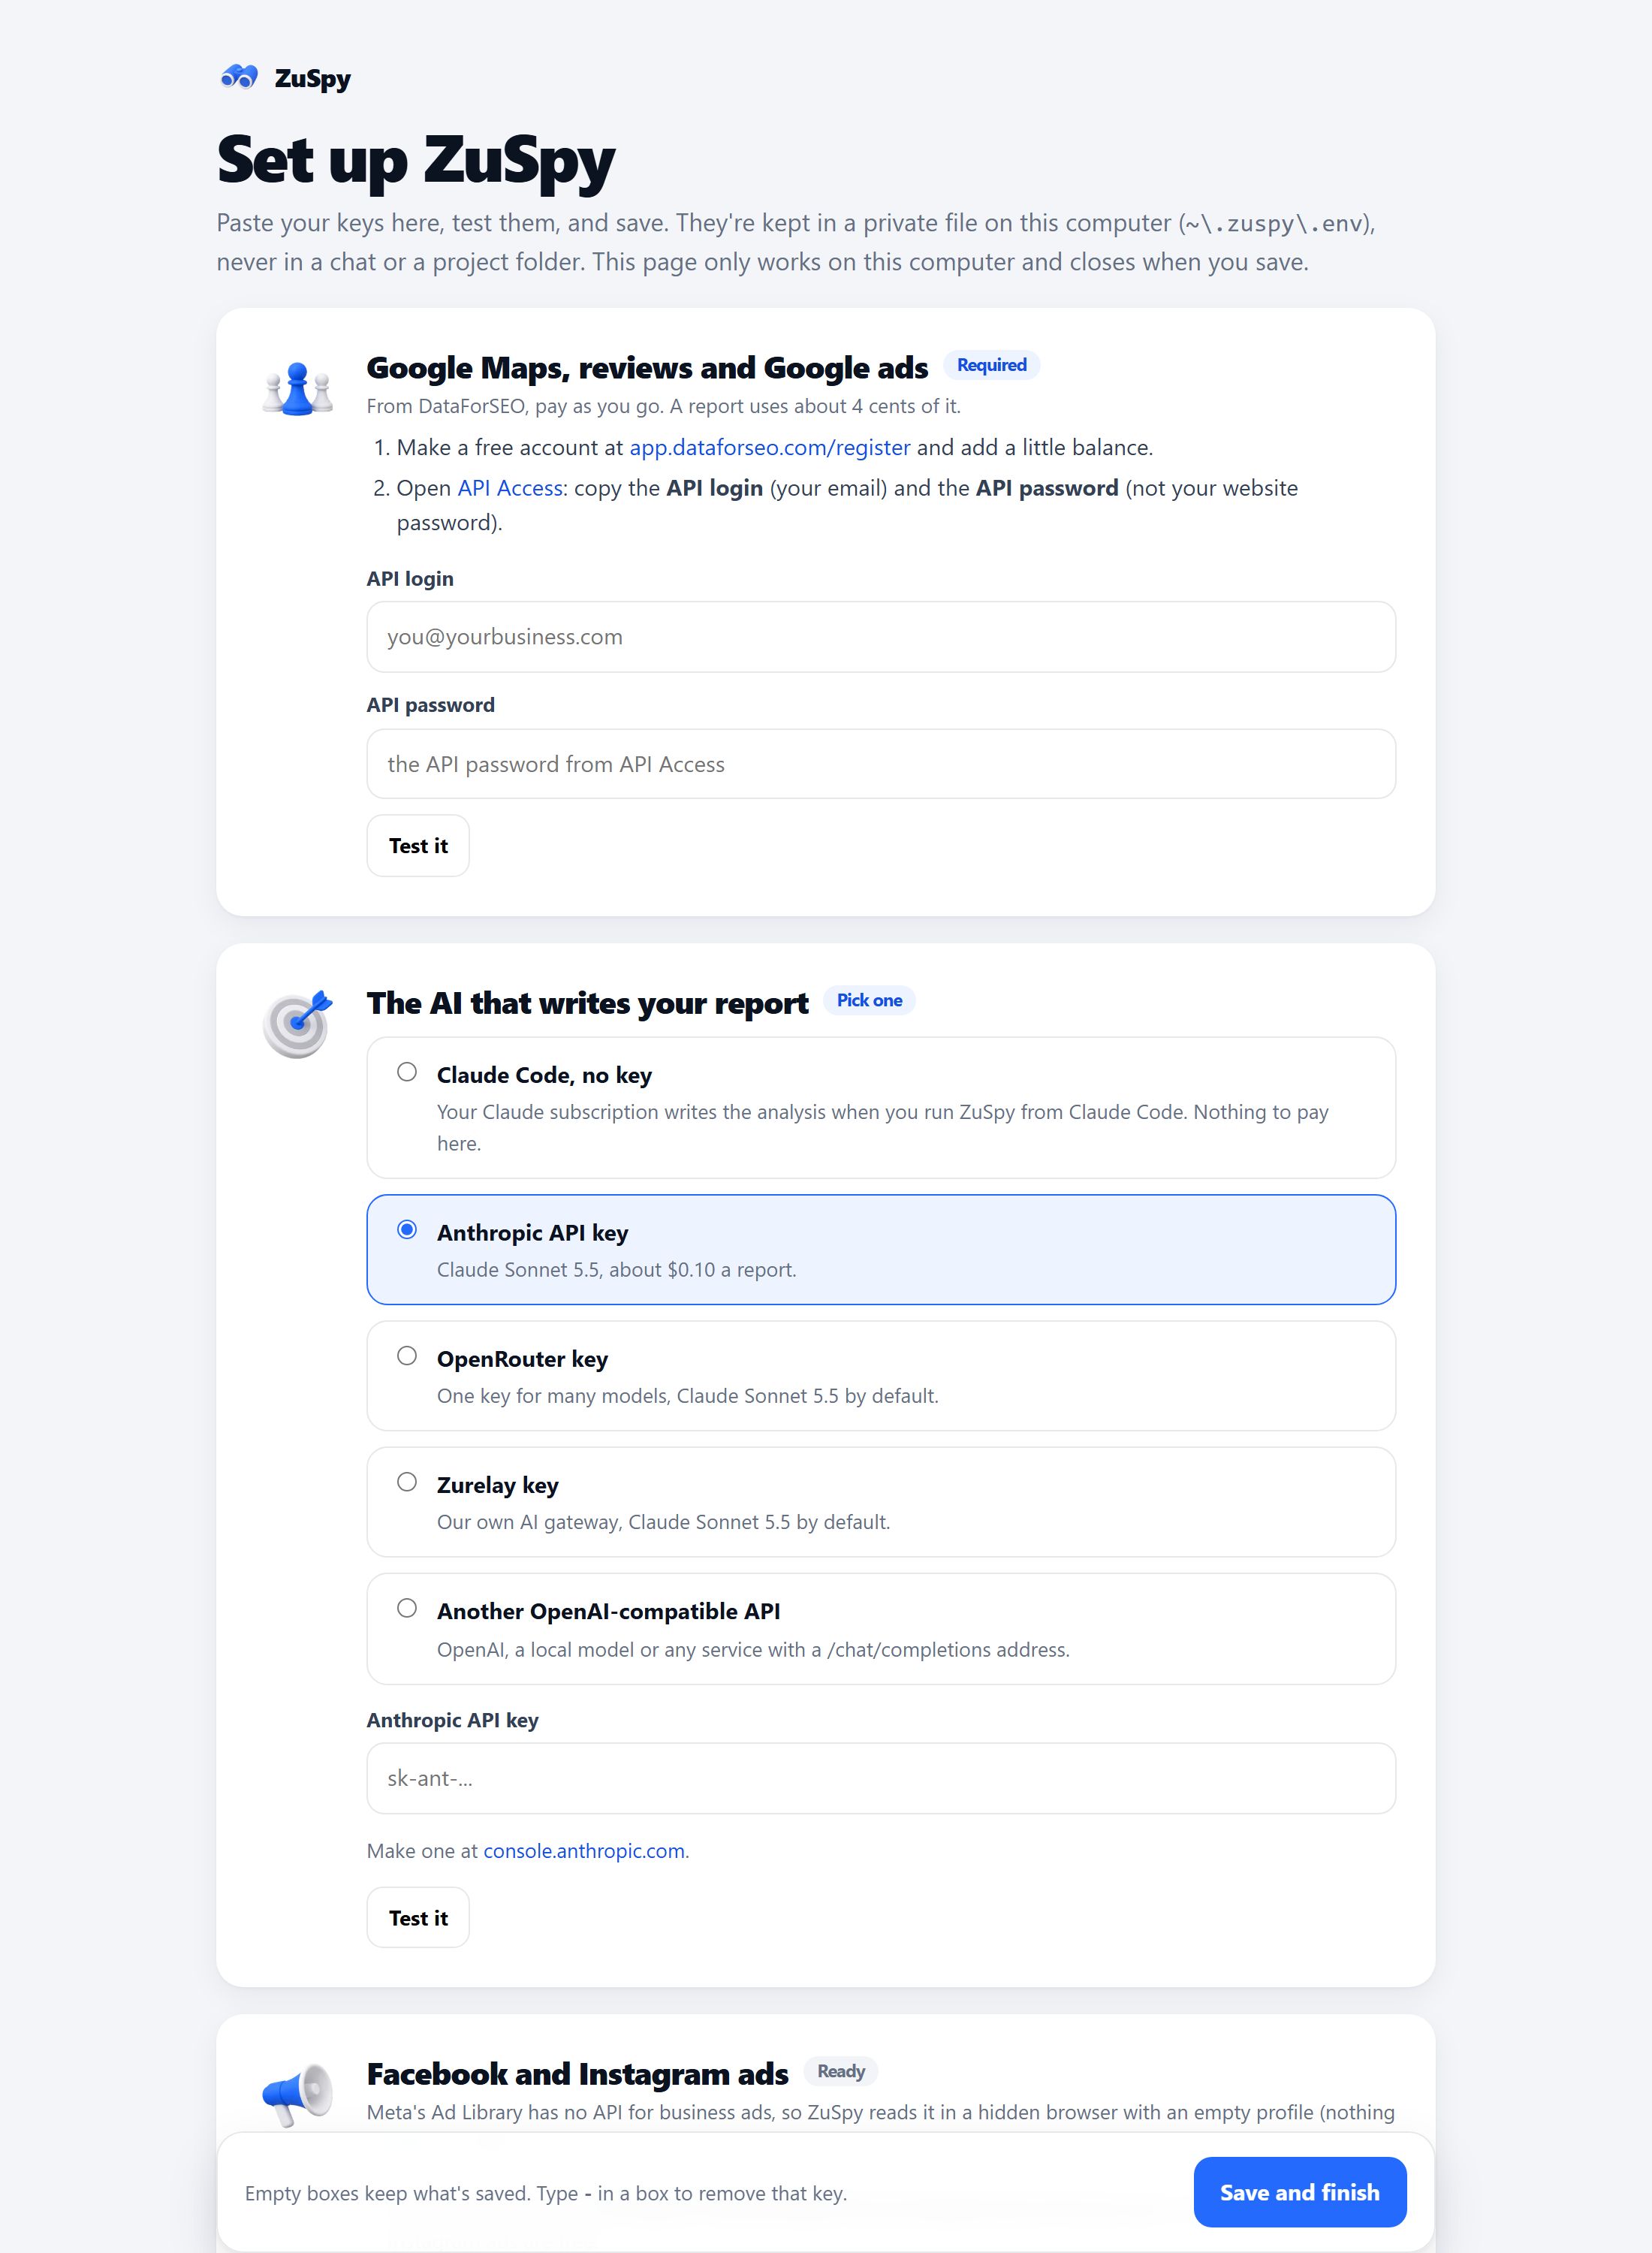 ZuSpy
Set up ZuSpy
Paste your keys here, test them, and save. They're kept in a private file on this computer (~\.zuspy\.env),
never in a chat or a project folder. This page only works on this computer and closes when you save.
Google Maps, reviews and Google ads Required
From DataForSEO, pay as you go. A report uses about 4 cents of it.
1. Make a free account at app.dataforseo.com/register and add a little balance.
2. Open API Access: copy the API login (your email) and the API password (not your website
password).
API login
you@yourbusiness.com
API password
the API password from API Access
Test it
The AI that writes your report Pick one
Claude Code, no key
Your Claude subscription writes the analysis when you run ZuSpy from Claude Code. Nothing to pay
here.
Anthropic API key
Claude Sonnet 5.5, about $0.10 a report.
OpenRouter key
One key for many models, Claude Sonnet 5.5 by default.
Zurelay key
Our own AI gateway, Claude Sonnet 5.5 by default.
Another OpenAI-compatible API
OpenAI, a local model or any service with a /chat/completions address.
Anthropic API key
sk-ant-...
Make one at console.anthropic.com.
Test it
Facebook and Instagram ads Ready
Meta's Ad Library has no API for business ads, so ZuSpy reads it in a hidden browser with an empty profile (nothing
Empty boxes keep what's saved. Type - in a box to remove that key.
Save and finish